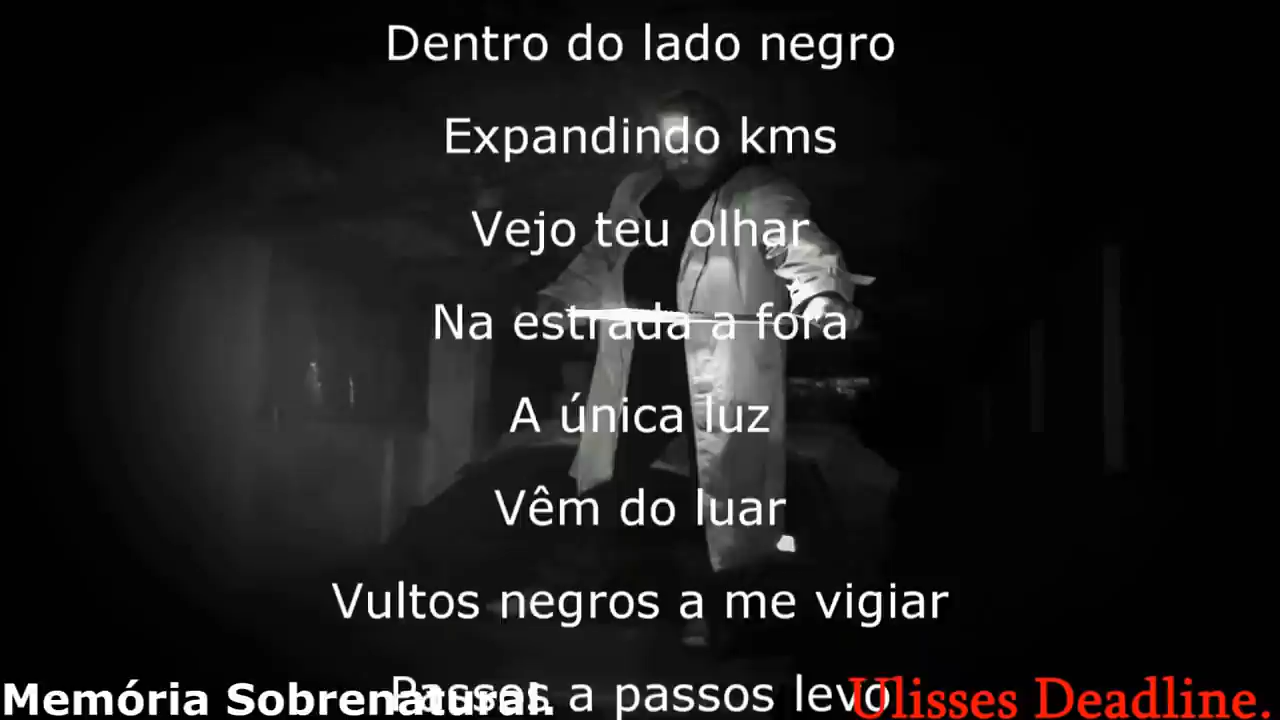 Dentro do lado negro
Expandindo kms
Vejo teu olhar
Na estrada a fora
A única luz
Vêm do luar
Vultos negros a me vigiar
Passos a passos levo
Memória Sobrenatural.
Ulisses Deadline.